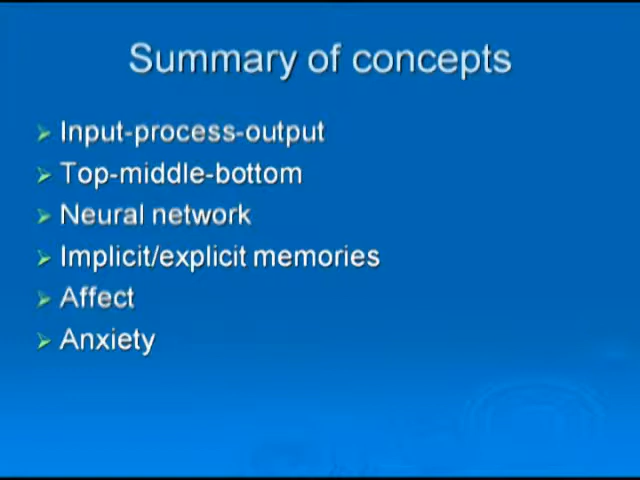 Summary of concepts
Input-process-output
Top-middle-bottom
Neural network
Implicit/explicit memories
Affect
Anxiety